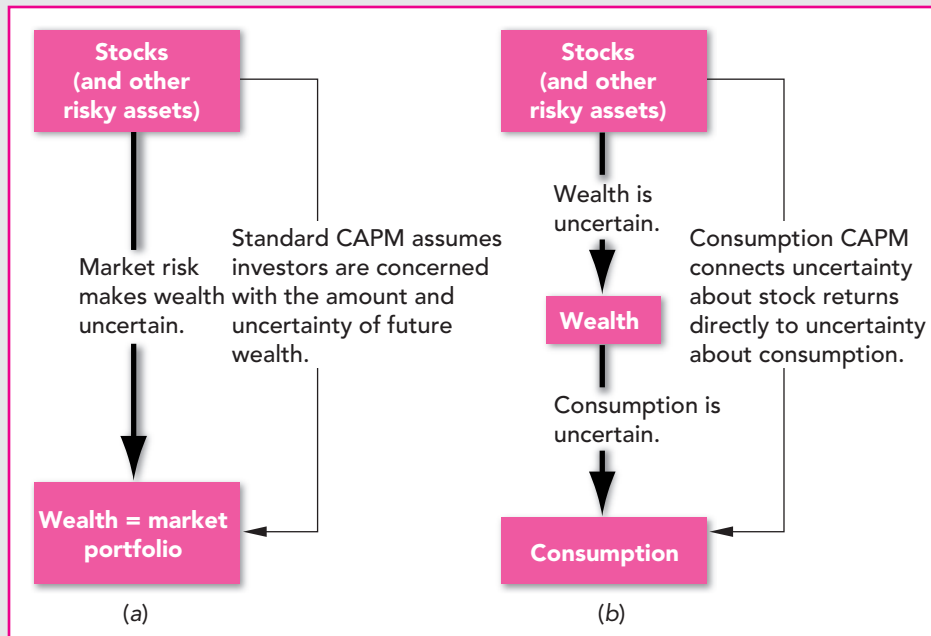 Stocks
(and other
risky assets)
Market risk
makes wealth
uncertain.
Standard CAPM assumes
investors are concerned
with the amount and
uncertainty of future
wealth.
Wealth = market
portfolio
(a)
Stocks
(and other
risky assets)
Wealth is
uncertain.
Wealth
Consumption is
uncertain.
Consumption CAPM
connects uncertainty
about stock returns
directly to uncertainty
about consumption.
Consumption
(b)